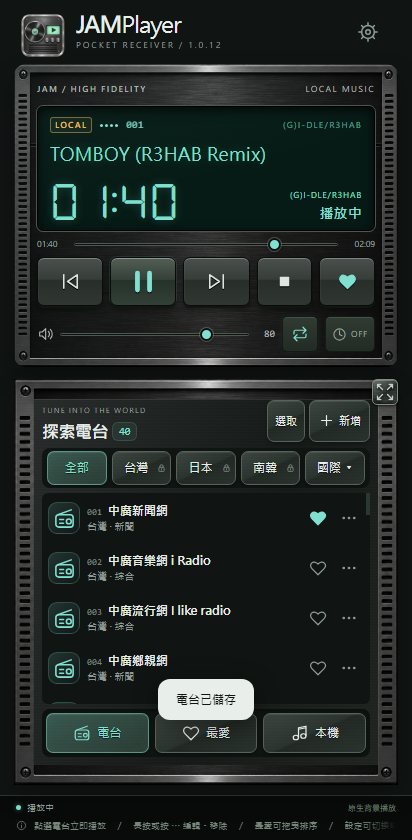 JAMPlayer
POCKET RECEIVER / 1.0.12
JAM / HIGH FIDELITY
LOCAL MUSIC
LOCAL •••• 001
(G)I-DLE/R3HAB
TOMBOY (R3HAB Remix)
01:40
(G)I-DLE/R3HAB
播放中
01:40
02:09
80
OFF
TUNE INTO THE WORLD
探索電台 40
選取
＋ 新增
全部
台灣
日本
南韓
國際 ▾
001 中廣新聞網
台灣 · 新聞
002 中廣音樂網 i Radio
台灣 · 綜合
003 中廣流行網 I like radio
台灣 · 綜合
004 中廣鄉親網
台灣 · 新聞
電台已儲存
電台
最愛
本機
播放中
原生背景播放
點選電台立即播放 / 長按或按 ⋯ 編輯、移除 / 最愛可拖曳排序 / 設定可切換